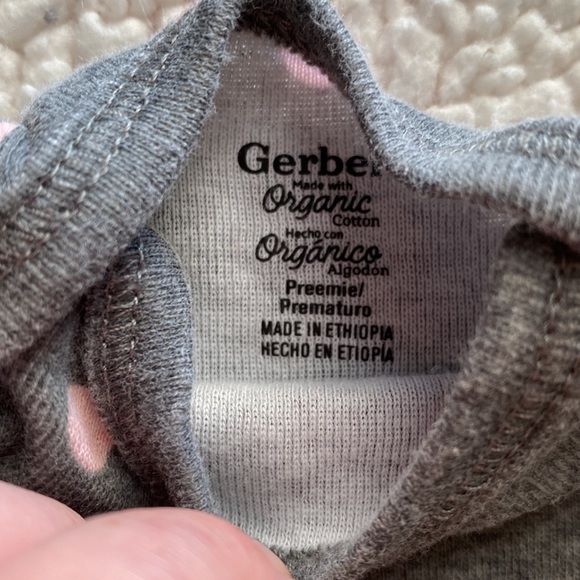 Gerber
Made with
Organic
Cotton
Hecho con
Orgánico
Algodón
Preemie/
Prematuro
MADE IN ETHIOPIA
HECHO EN ETIOPÍA